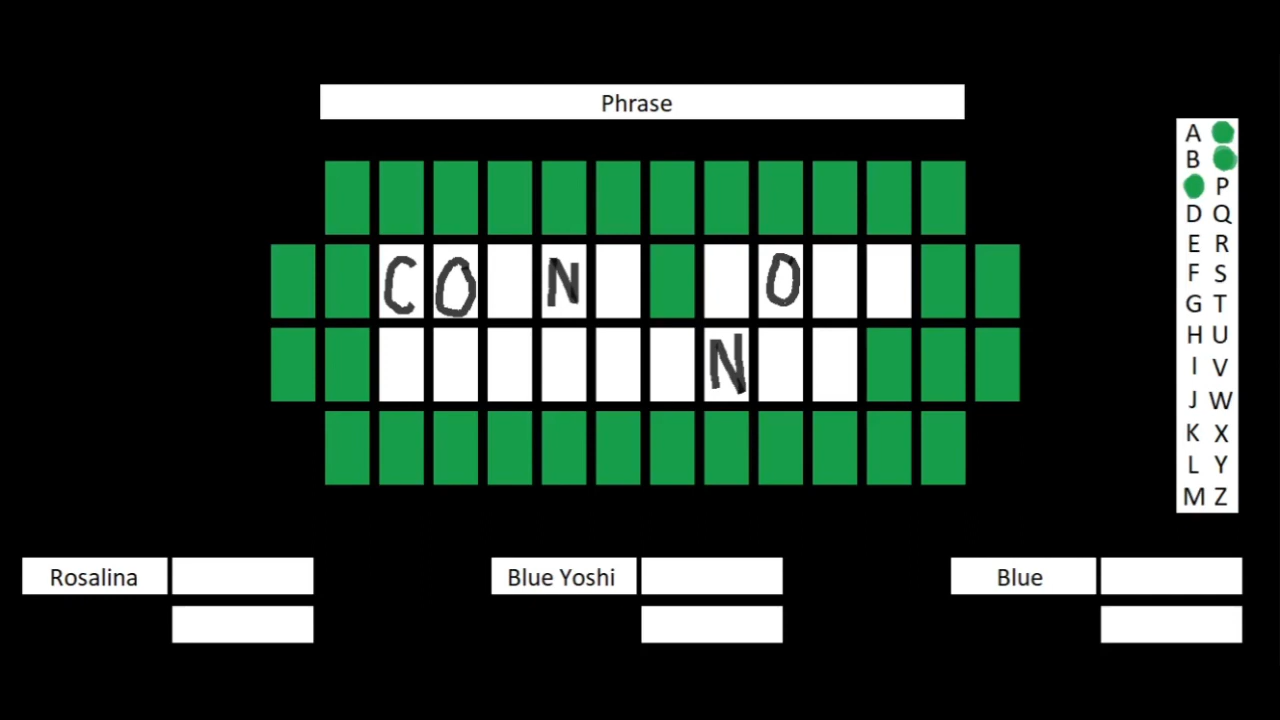 Phrase
CO N O
N
A
B
P
D Q
E R
F S
G T
H U
I V
J W
K X
L Y
M Z
Rosalina Blue Yoshi Blue